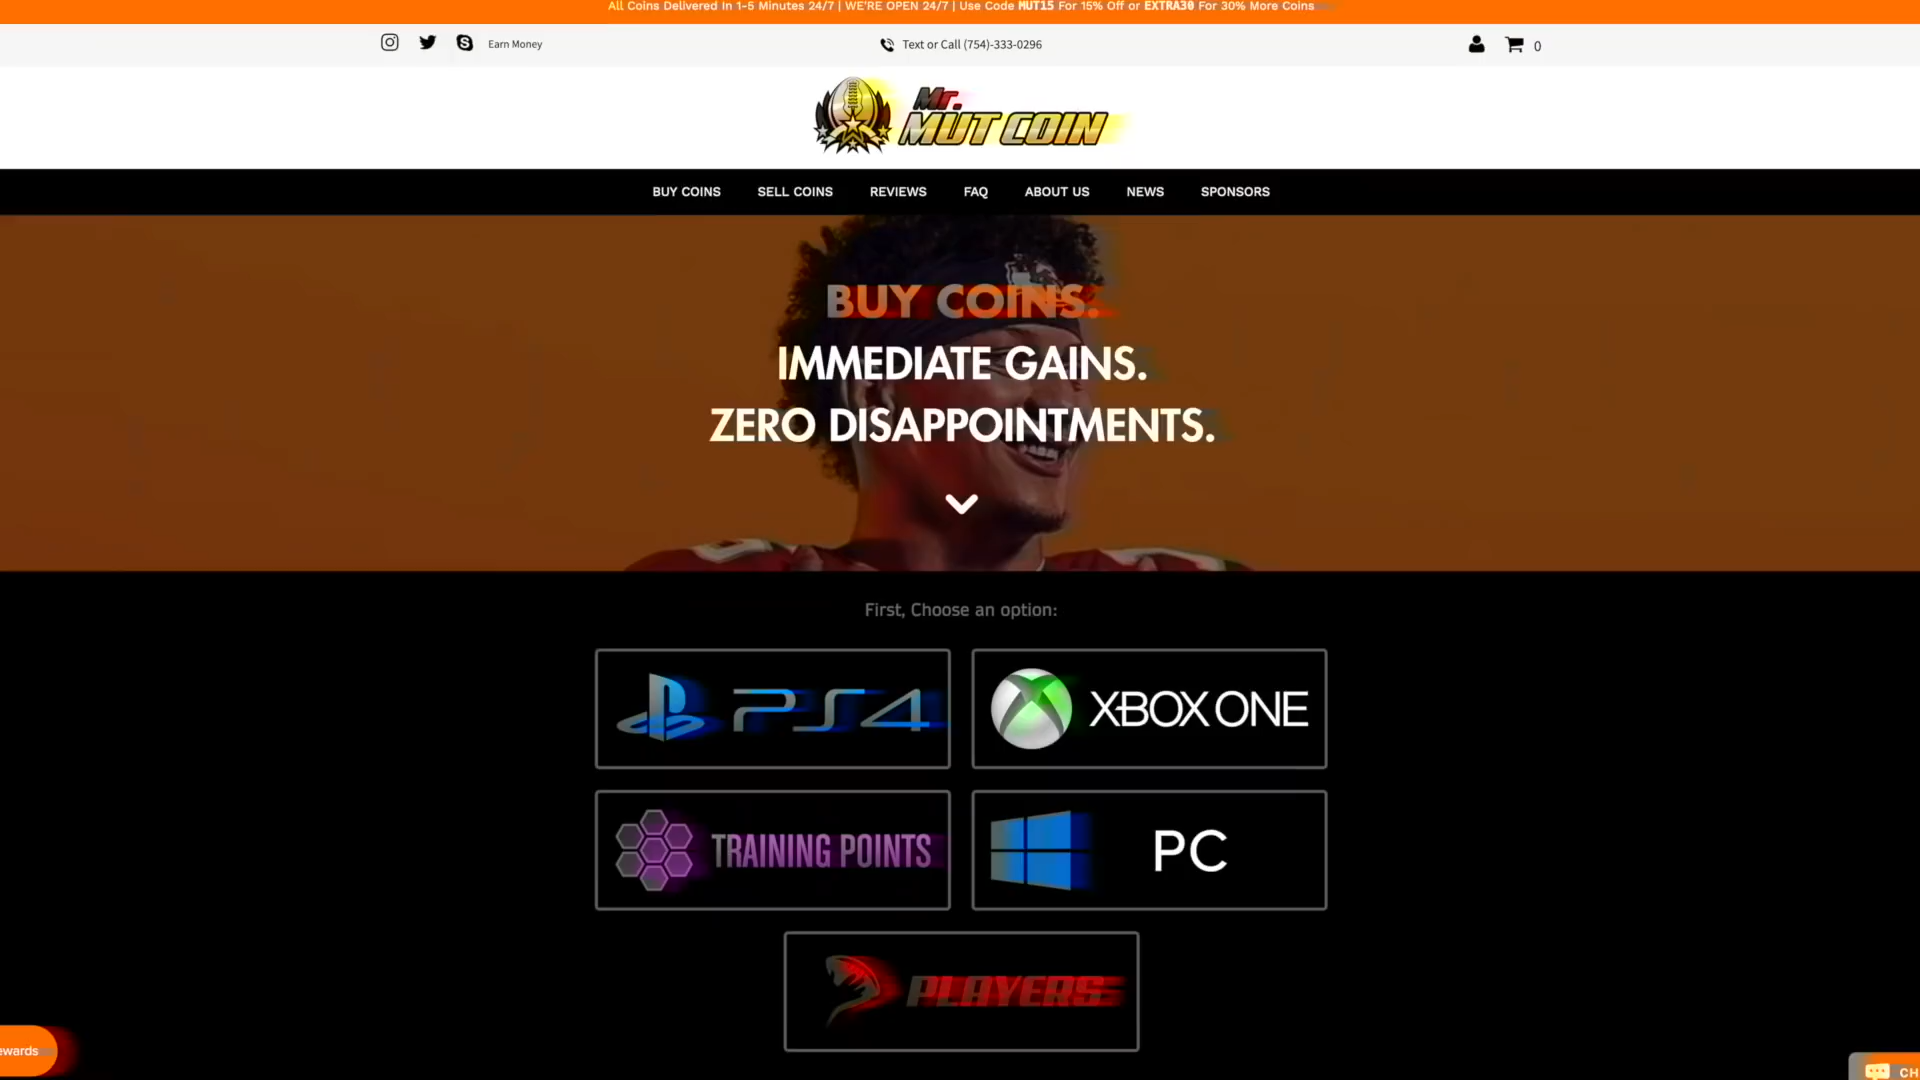 All Coins Delivered In 1-5 Minutes 24/7 | WE'RE OPEN 24/7 | Use Code MUT15 For 15% Off or EXTRA30 For 30% More Coins
Earn Money
Text or Call (754)-333-0296
0
Mr.
MUT COIN
BUY COINS
SELL COINS
REVIEWS
FAQ
ABOUT US
NEWS
SPONSORS
BUY COINS.
IMMEDIATE GAINS.
ZERO DISAPPOINTMENTS.
First, Choose an option:
PS4
XBOX ONE
TRAINING POINTS
PC
PLAYERS
ewards
CH